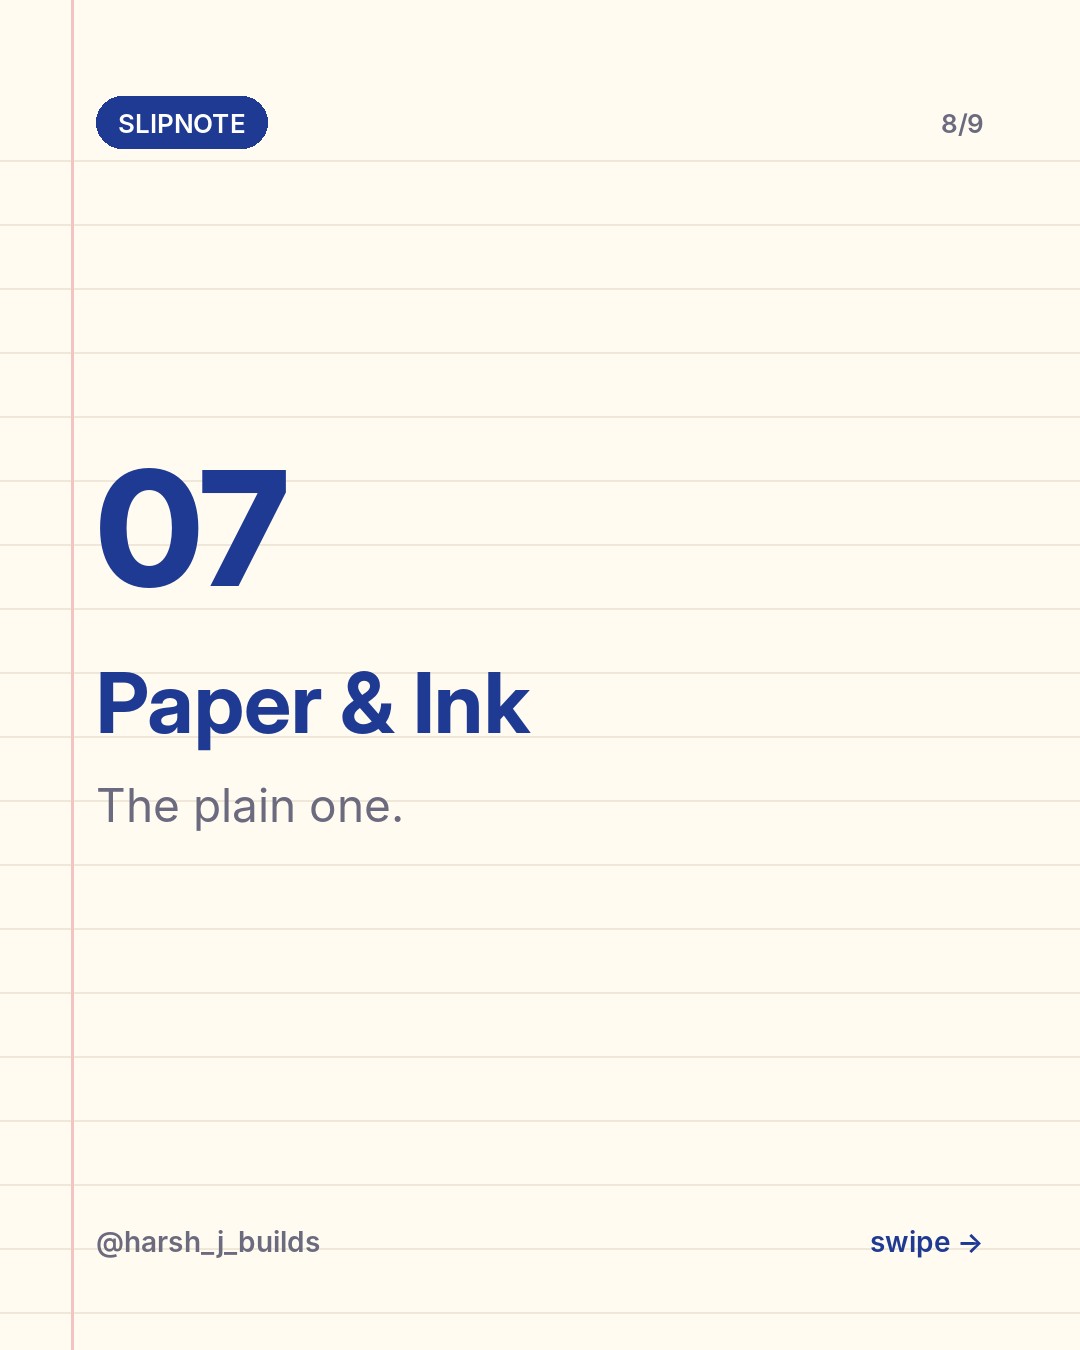 SLIPNOTE
8/9
07
Paper & Ink
The plain one.
@harsh_j_builds
swipe →